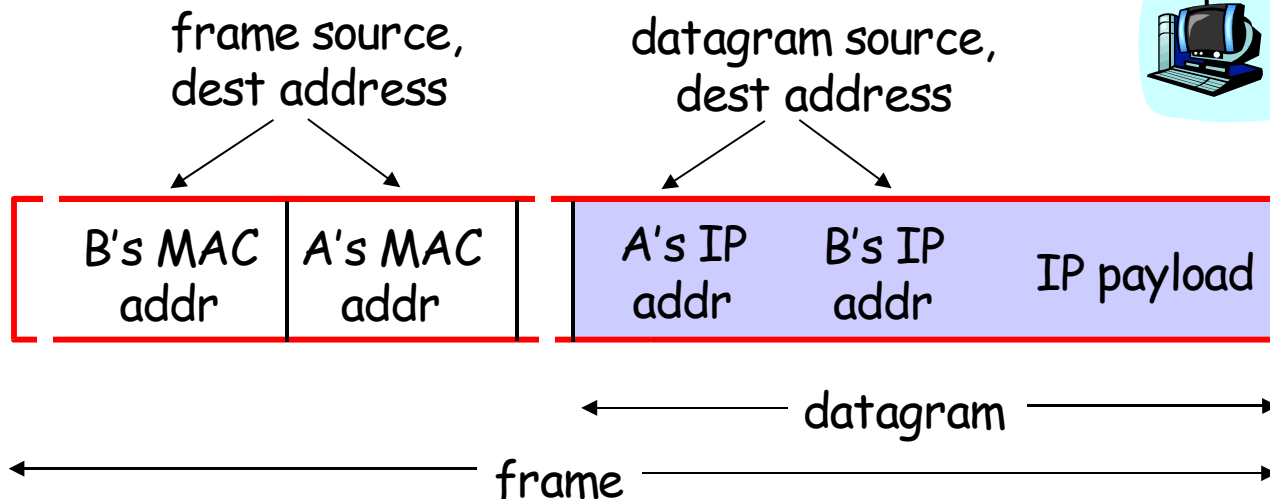 frame source,
dest address
datagram source,
dest address
B's MAC
addr
A's MAC
addr
A's IP
addr
B's IP
addr
IP payload
datagram
frame